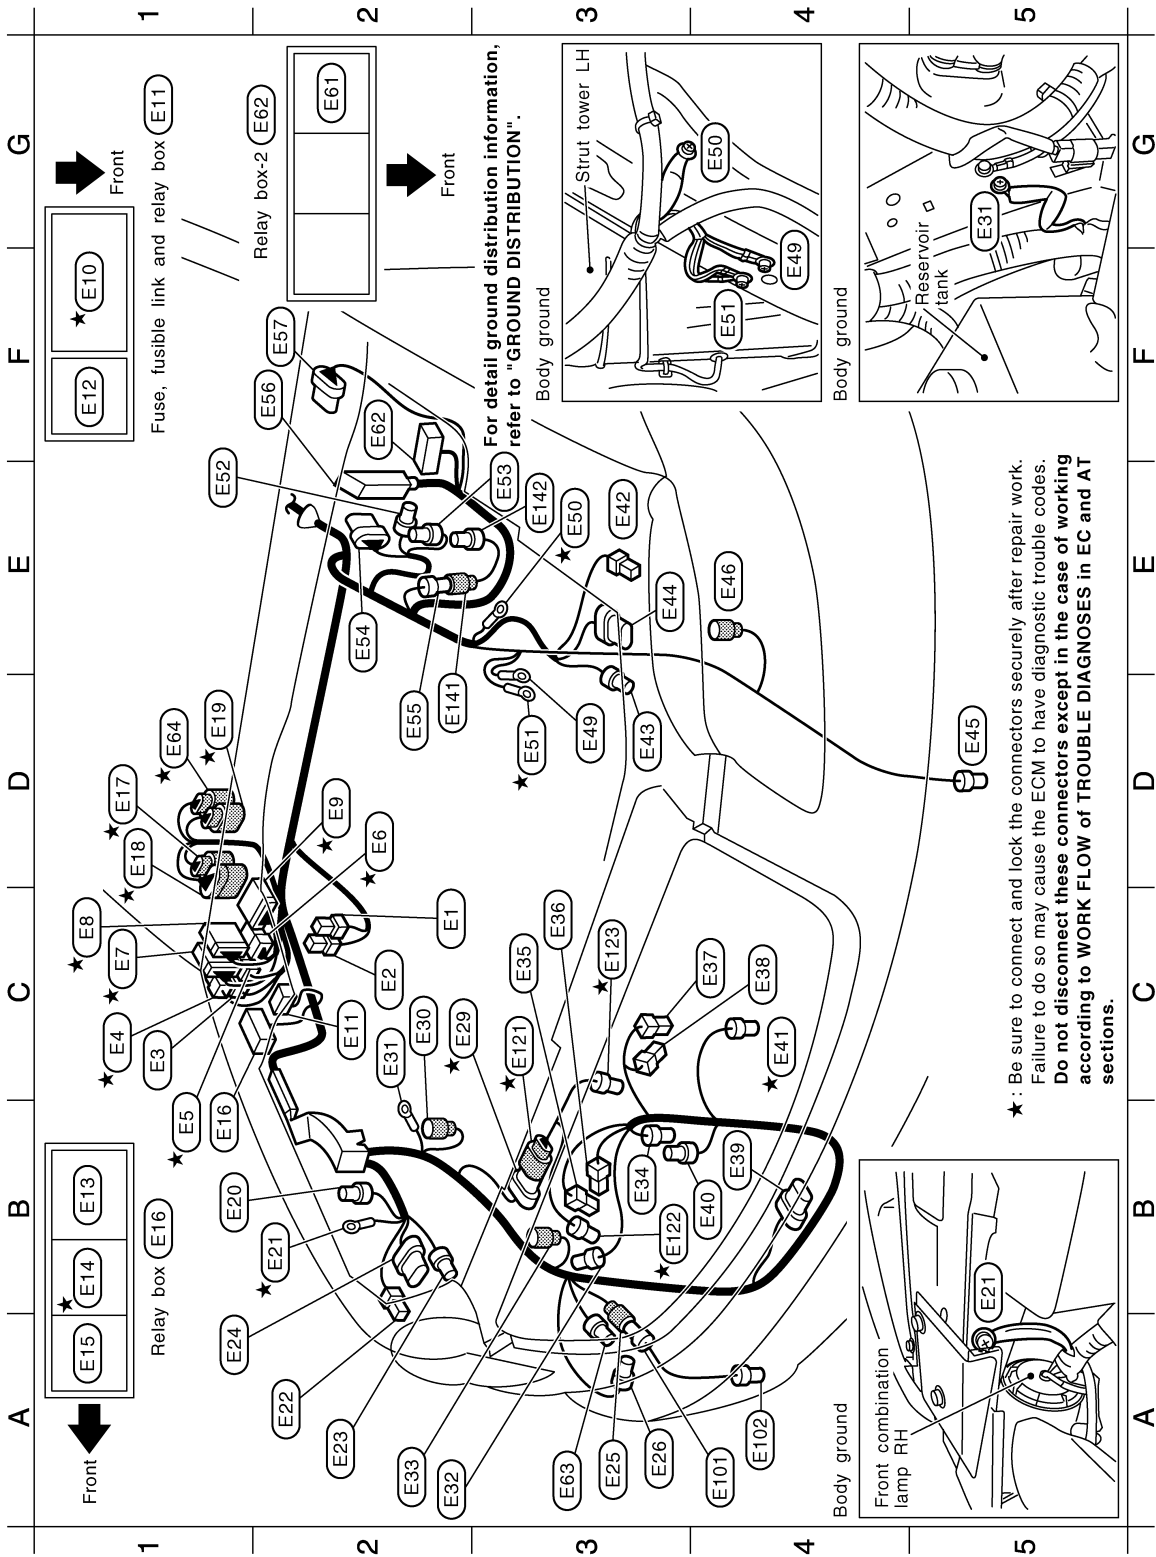 1
2
3
4
5
G
F
E
D
C
B
A
Front
E15
★
E14
E13
Relay box
E16
E12
★
E10
Front
Fuse, fusible link and relay box
E11
Relay box-2
E62
E61
Front
For detail ground distribution information,
refer to "GROUND DISTRIBUTION".
Body ground
Strut tower LH
E50
E49
E51
Body ground
Reservoir
tank
E31
Body ground
Front combination
lamp RH
E21
★
E8
★
E7
★
E4
E3
★
E5
E16
★
E18
★
E17
★
E64
★
E19
★
E9
★
E6
E1
E2
E11
E31
E30
★
E29
★
E121
E20
★
E21
E24
E22
E23
E33
E32
E63
E25
E26
E101
E102
E35
E36
★
E123
E37
E38
★
E41
E34
E40
E39
★
E122
E52
E56
E57
E62
E53
E142
★
E50
E42
E54
E55
E141
★
E51
E49
E43
E44
E46
E45
★ : Be sure to connect and lock the connectors securely after repair work.
Failure to do so may cause the ECM to have diagnostic trouble codes.
Do not disconnect these connectors except in the case of working
according to WORK FLOW of TROUBLE DIAGNOSES in EC and AT
sections.
1
2
3
4
5
G
F
E
D
C
B
A